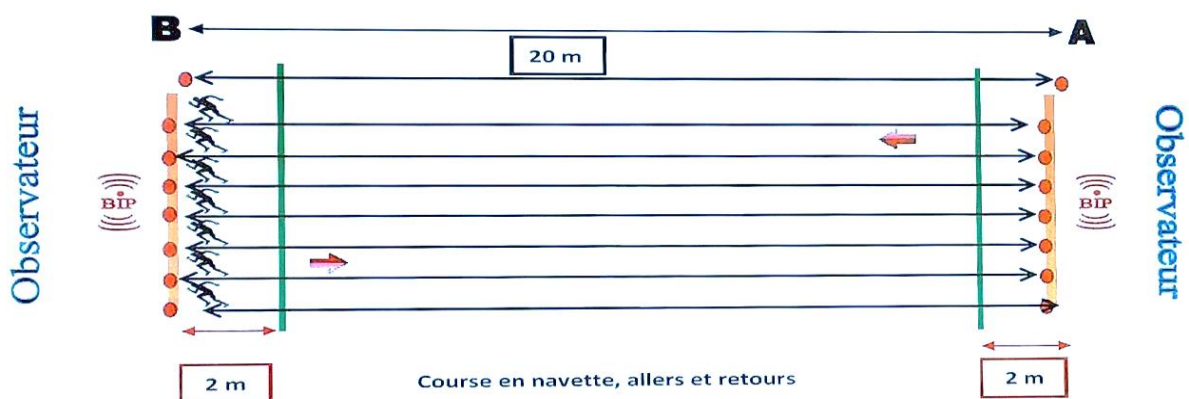 B
A
20 m
Observateur
Observateur
BIP
BIP
2 m
Course en navette, allers et retours
2 m